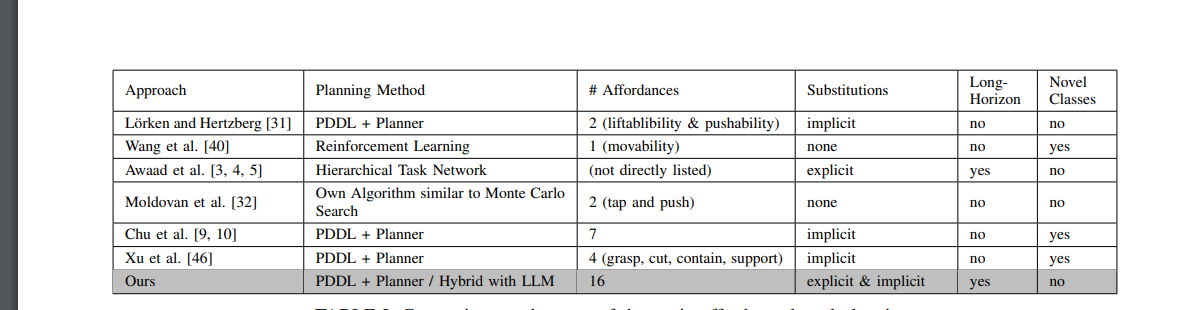 Approach Planning Method # Affordances Substitutions Long-Horizon Novel Classes
Lörken and Hertzberg [31] PDDL + Planner 2 (liftablibility & pushability) implicit no no
Wang et al. [40] Reinforcement Learning 1 (movability) none no yes
Awaad et al. [3, 4, 5] Hierarchical Task Network (not directly listed) explicit yes no
Moldovan et al. [32] Own Algorithm similar to Monte Carlo Search 2 (tap and push) none no no
Chu et al. [9, 10] PDDL + Planner 7 implicit no yes
Xu et al. [46] PDDL + Planner 4 (grasp, cut, contain, support) implicit no yes
Ours PDDL + Planner / Hybrid with LLM 16 explicit & implicit yes no